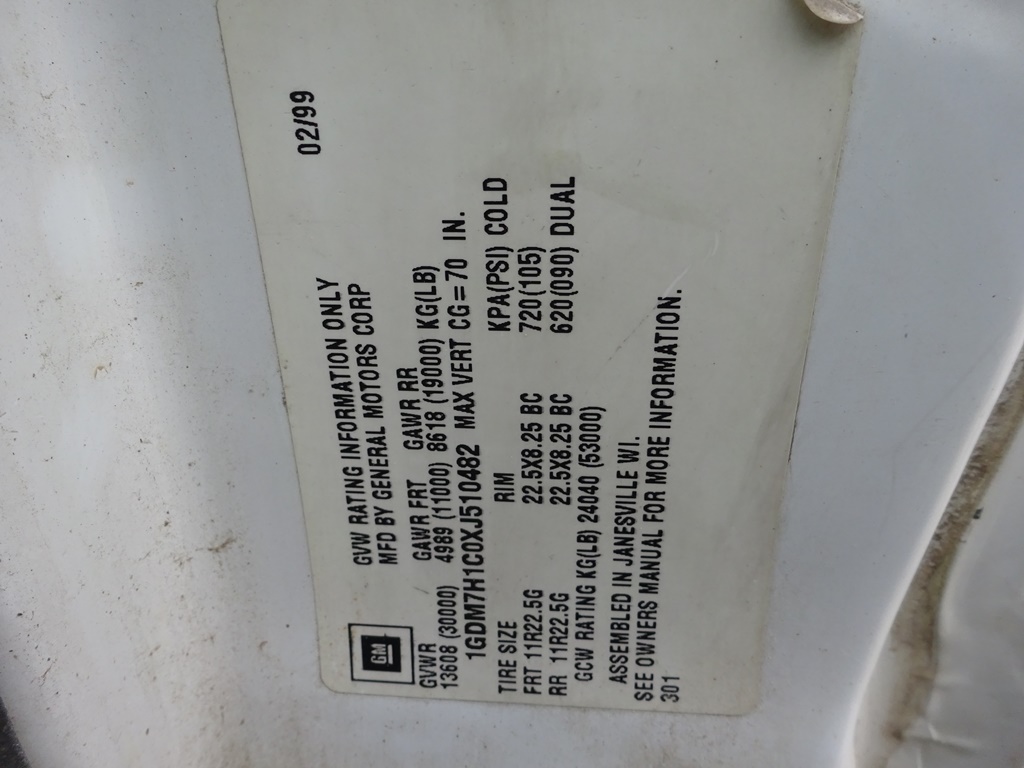 02/99
GVW RATING INFORMATION ONLY
MFD BY GENERAL MOTORS CORP
GM
GVWR GAWR FRT GAWR RR
13608 (30000) 4989 (11000) 8618 (19000) KG(LB)
1GDM7H1C0XJ510482 MAX VERT CG=70 IN.
TIRE SIZE RIM KPA(PSI) COLD
FRT 11R22.5G 22.5X8.25 BC 720(105)
RR 11R22.5G 22.5X8.25 BC 620(090) DUAL
GCW RATING KG(LB) 24040 (53000)
ASSEMBLED IN JANESVILLE WI.
SEE OWNERS MANUAL FOR MORE INFORMATION.
301